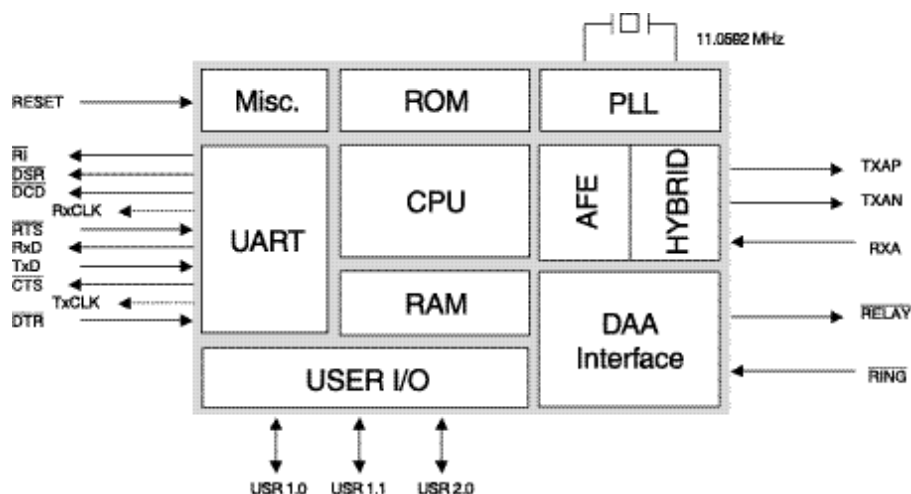 11.0592 MHz
RESET
Misc.
ROM
PLL
RI
DSR
DCD
RxCLK
RTS
RxD
TxD
CTS
TxCLK
DTR
UART
CPU
AFE
HYBRID
TXAP
TXAN
RXA
RAM
DAA
Interface
RELAY
RING
USER I/O
USR 1.0
USR 1.1
USR 2.0